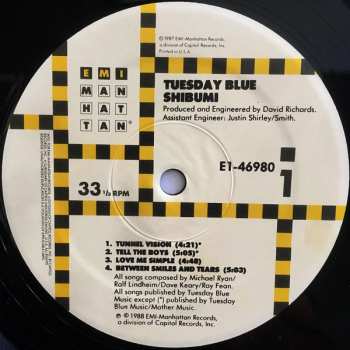 ℗ 1987 EMI-Manhattan Records,
a division of Capitol Records, Inc.
Printed in U.S.A.
EMI
MAN
HAT
TAN®
TUESDAY BLUE
SHIBUMI
Produced and Engineered by David Richards.
Assistant Engineer: Justin Shirley/Smith.
E1-46980
33 ⅓ RPM
1
1. TUNNEL VISION (4:21)*
2. TELL THE BOYS (5:05)*
3. LOVE ME SIMPLE (4:48)
4. BETWEEN SMILES AND TEARS (5:03)
All songs composed by Michael Ryan/
Ralf Lindheim/Dave Keary/Ray Fean.
All songs published by Tuesday Blue
Music except (*) published by Tuesday
Blue Music/Mother Music.
℗ © 1988 EMI-Manhattan Records,
a division of Capitol Records, Inc.